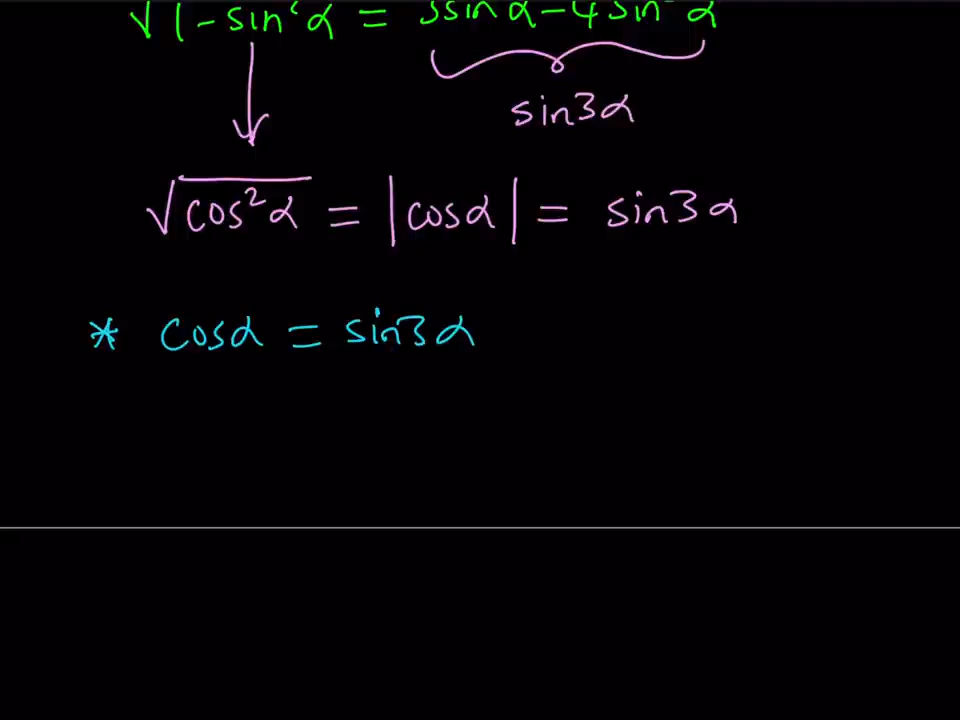 √1-sin²α = 3sinα-4sin³α
sin3α
√cos²α = |cosα| = sin3α
* cosα = sin3α